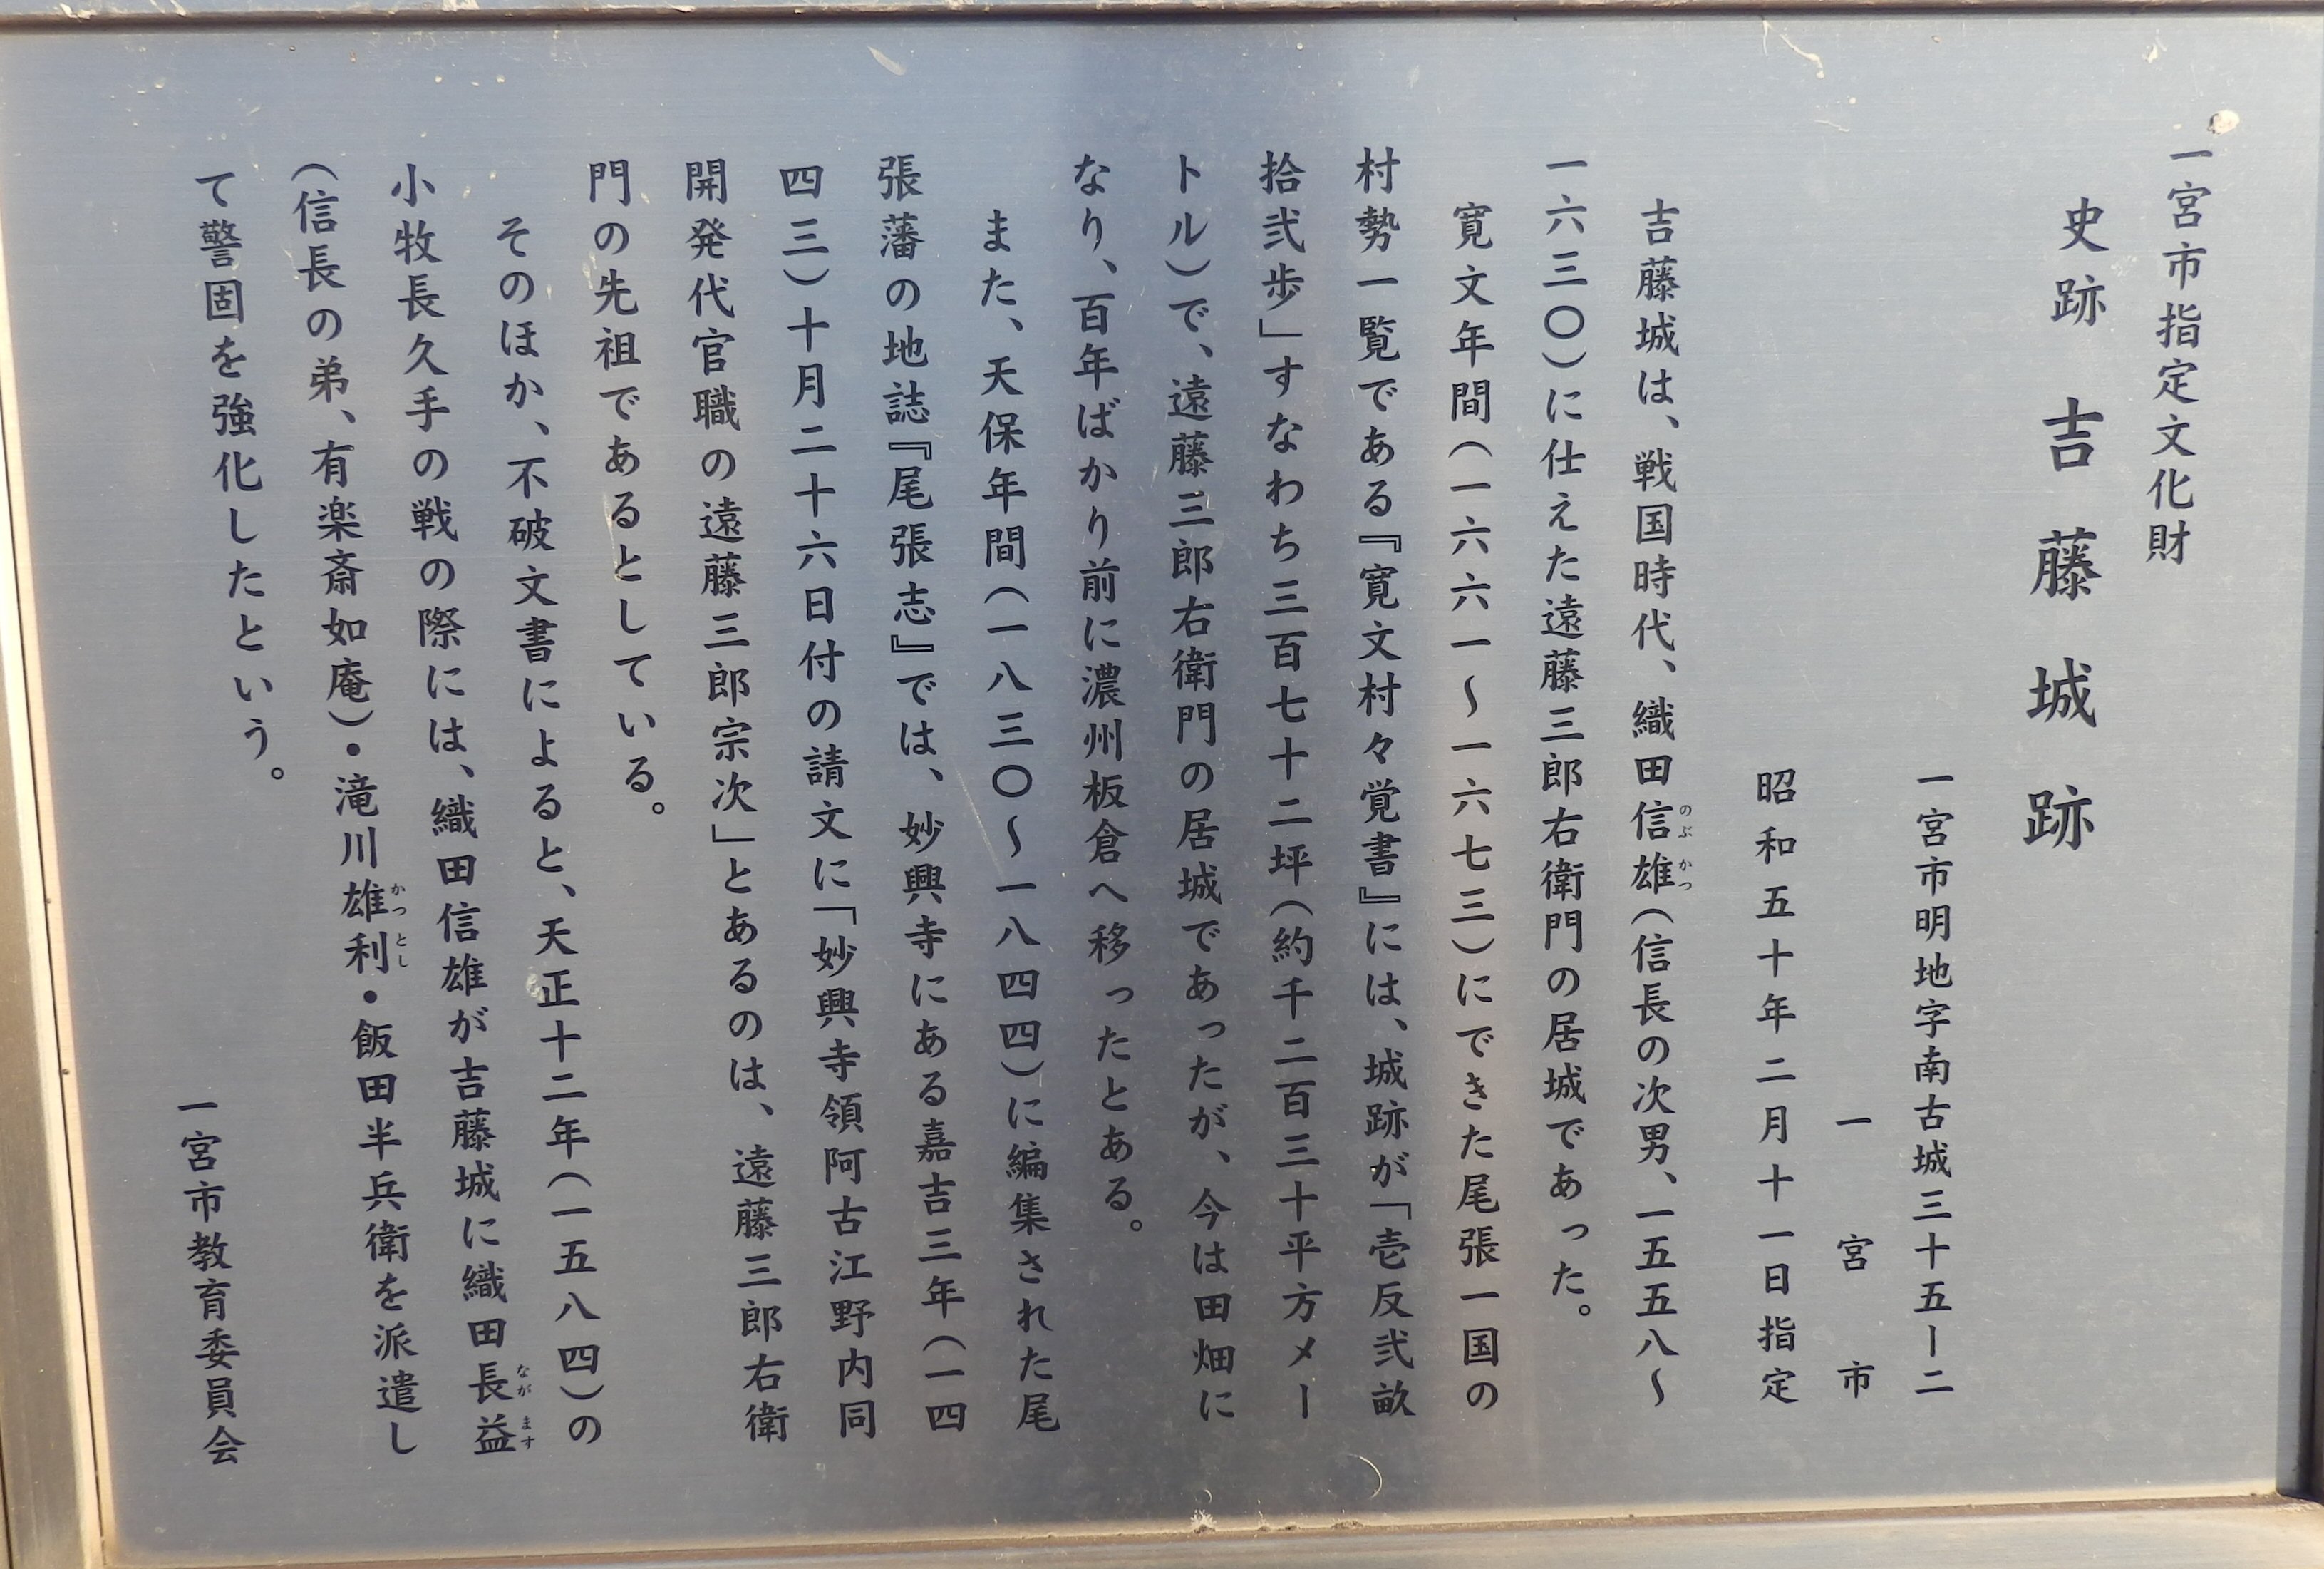 一宮市指定文化財
史跡 吉藤城跡
一宮市明地字南古城三十五ー二
一宮市
昭和五十年二月十一日指定
吉藤城は、戦国時代、織田信雄（信長の次男、一五五八〜
のぶ かつ
一六三〇）に仕えた遠藤三郎右衛門の居城であった。
寛文年間（一六六一〜一六七三）にできた尾張一国の
村勢一覧である『寛文村々覚書』には、城跡が「壱反弐畝
拾弐歩」すなわち三百七十二坪（約千二百三十平方メー
トル）で、遠藤三郎右衛門の居城であったが、今は田畑に
なり、百年ばかり前に濃州板倉へ移ったとある。
また、天保年間（一八三〇〜一八四四）に編集された尾
張藩の地誌『尾張志』では、妙興寺にある嘉吉三年（一四
四三）十月二十六日付の請文に「妙興寺領阿古江野内同
開発代官職の遠藤三郎宗次」とあるのは、遠藤三郎右衛
門の先祖であるとしている。
そのほか、不破文書によると、天正十二年（一五八四）の
小牧長久手の戦の際には、織田信雄が吉藤城に織田長益
なが ます
（信長の弟、有楽斎如庵）・滝川雄利・飯田半兵衛を派遣し
かつ とし
て警固を強化したという。
一宮市教育委員会